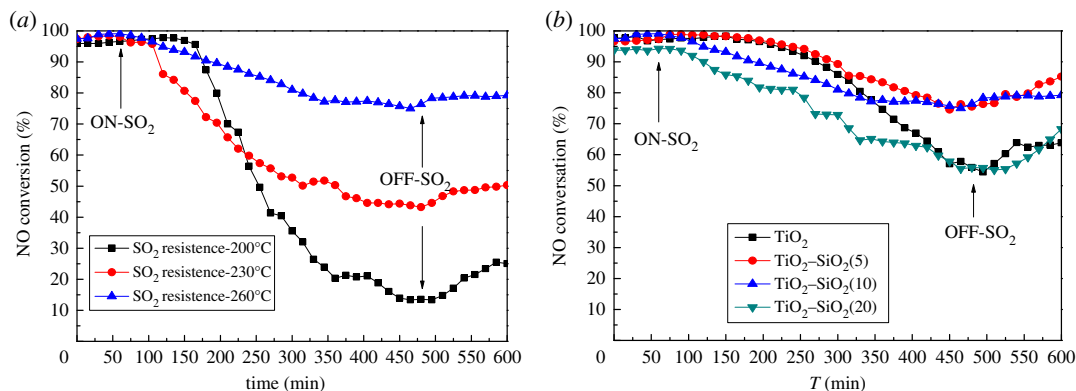 (a)
NO conversion (%)
100
90
80
70
60
50
40
30
20
10
ON-SO2
OFF-SO2
SO2 resistence-200°C
SO2 resistence-230°C
SO2 resistence-260°C
0 50 100 150 200 250 300 350 400 450 500 550 600
time (min)
(b)
NO conversation (%)
100
90
80
70
60
50
40
30
20
10
0
ON-SO2
OFF-SO2
TiO2
TiO2–SiO2(5)
TiO2–SiO2(10)
TiO2–SiO2(20)
0 50 100 150 200 250 300 350 400 450 500 550 600
T (min)